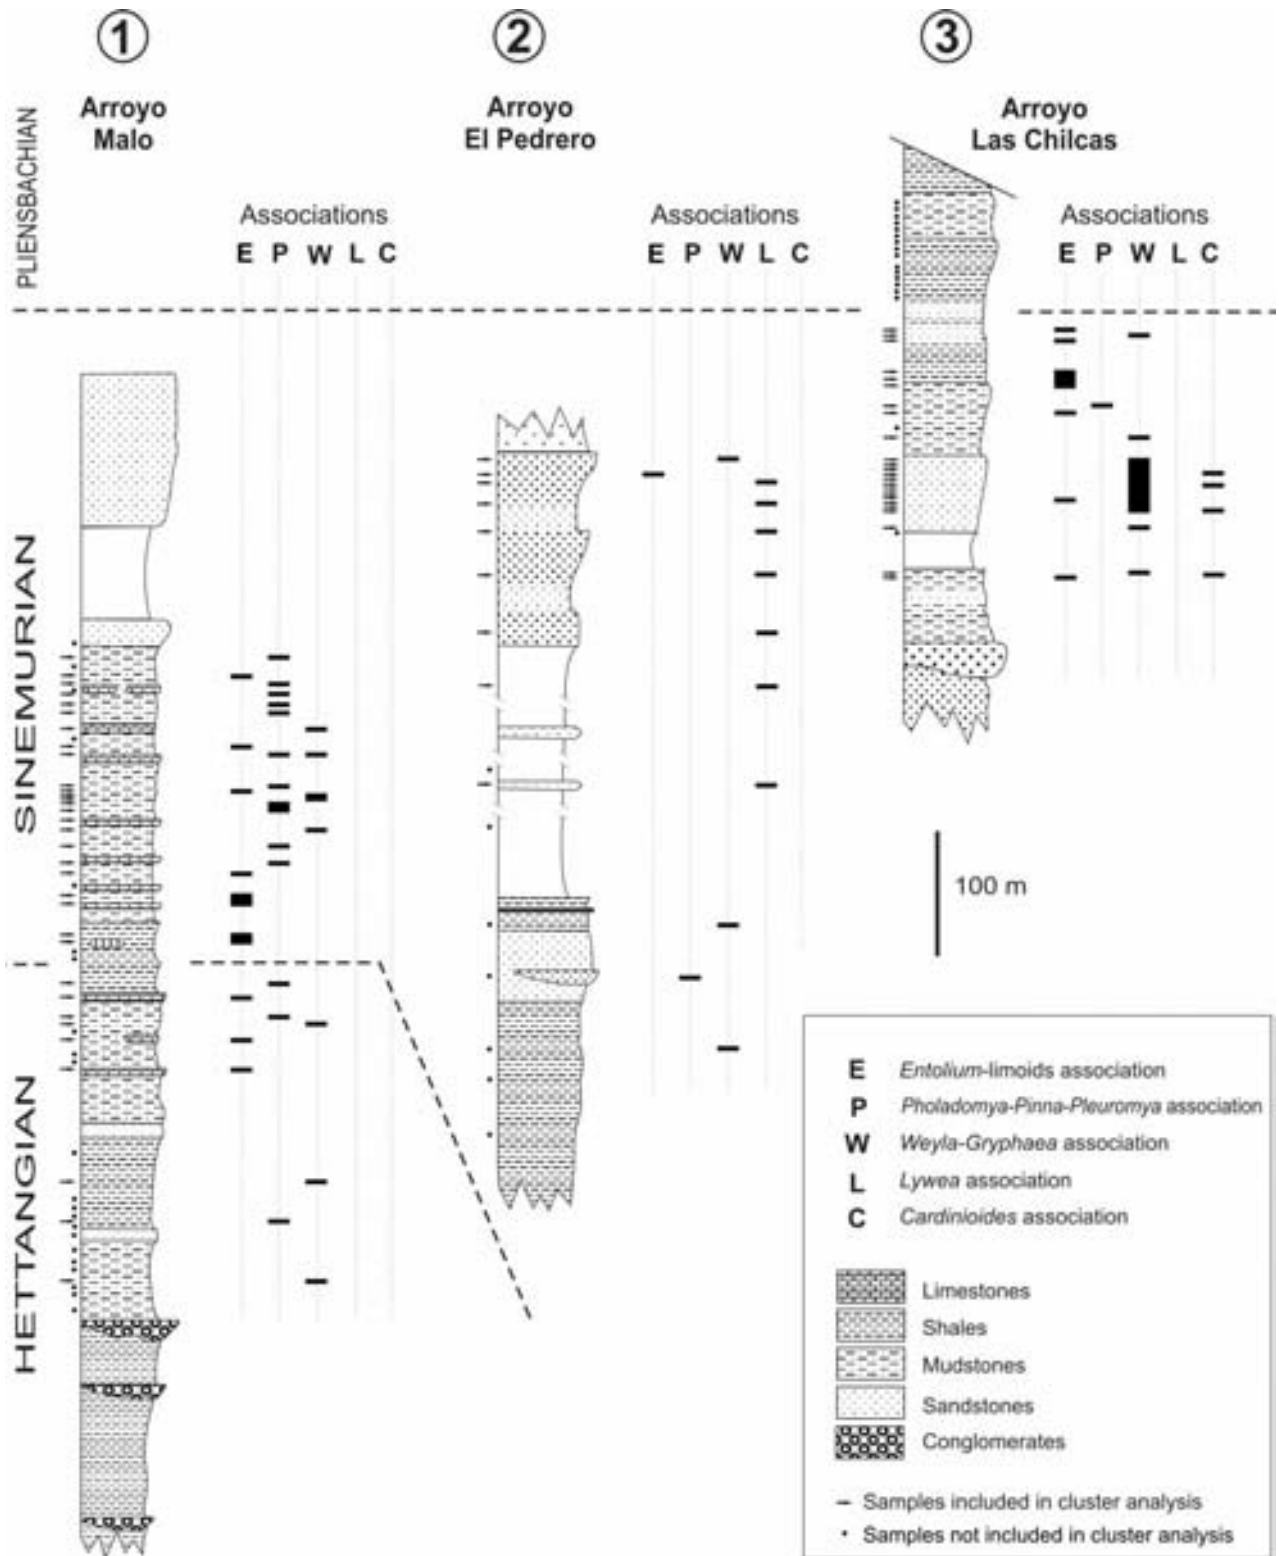 1
2
3
Arroyo
Malo
Arroyo
El Pedrero
Arroyo
Las Chilcas
PLIENSBACHIAN
SINEMURIAN
HETTANGIAN
Associations
E P W L C
Associations
E P W L C
Associations
E P W L C
100 m
E Entolium-limoids association
P Pholadomya-Pinna-Pleuromya association
W Weyla-Gryphaea association
L Lywea association
C Cardinioides association
Limestones
Shales
Mudstones
Sandstones
Conglomerates
– Samples included in cluster analysis
• Samples not included in cluster analysis